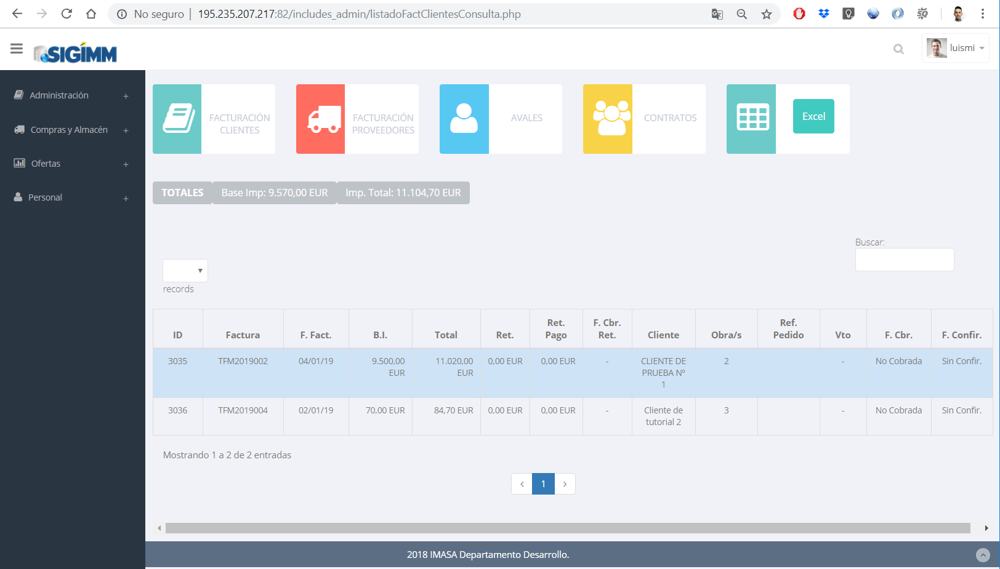 No seguro
195.235.207.217:82/includes_admin/listadoFactClientesConsulta.php
SIGIMM
luismi
Administración +
Compras y Almacén +
Ofertas +
Personal +
FACTURACIÓN
CLIENTES
FACTURACIÓN
PROVEEDORES
AVALES
CONTRATOS
Excel
TOTALES Base Imp: 9.570,00 EUR Imp. Total: 11.104,70 EUR
Buscar:
records
ID Factura F. Fact. B.I. Total Ret. Ret. Pago F. Cbr. Ret. Cliente Obra/s Ref. Pedido Vto F. Cbr. F. Confir.
3035 TFM2019002 04/01/19 9.500,00 EUR 11.020,00 EUR 0,00 EUR 0,00 EUR - CLIENTE DE PRUEBA Nº 1 2 - No Cobrada Sin Confir.
3036 TFM2019004 02/01/19 70,00 EUR 84,70 EUR 0,00 EUR 0,00 EUR - Cliente de tutorial 2 3 - No Cobrada Sin Confir.
Mostrando 1 a 2 de 2 entradas
‹ 1 ›
2018 IMASA Departamento Desarrollo.